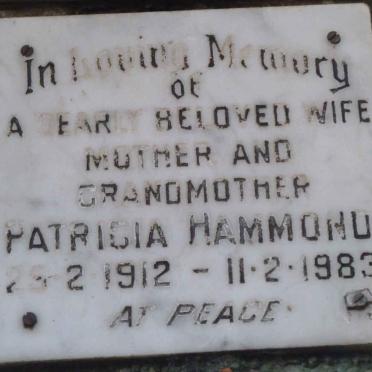 In Loving Memory
of
A DEARLY BELOVED WIFE
MOTHER AND
GRANDMOTHER
PATRICIA HAMMOND
-2-1912 - 11-2-1983
AT PEACE